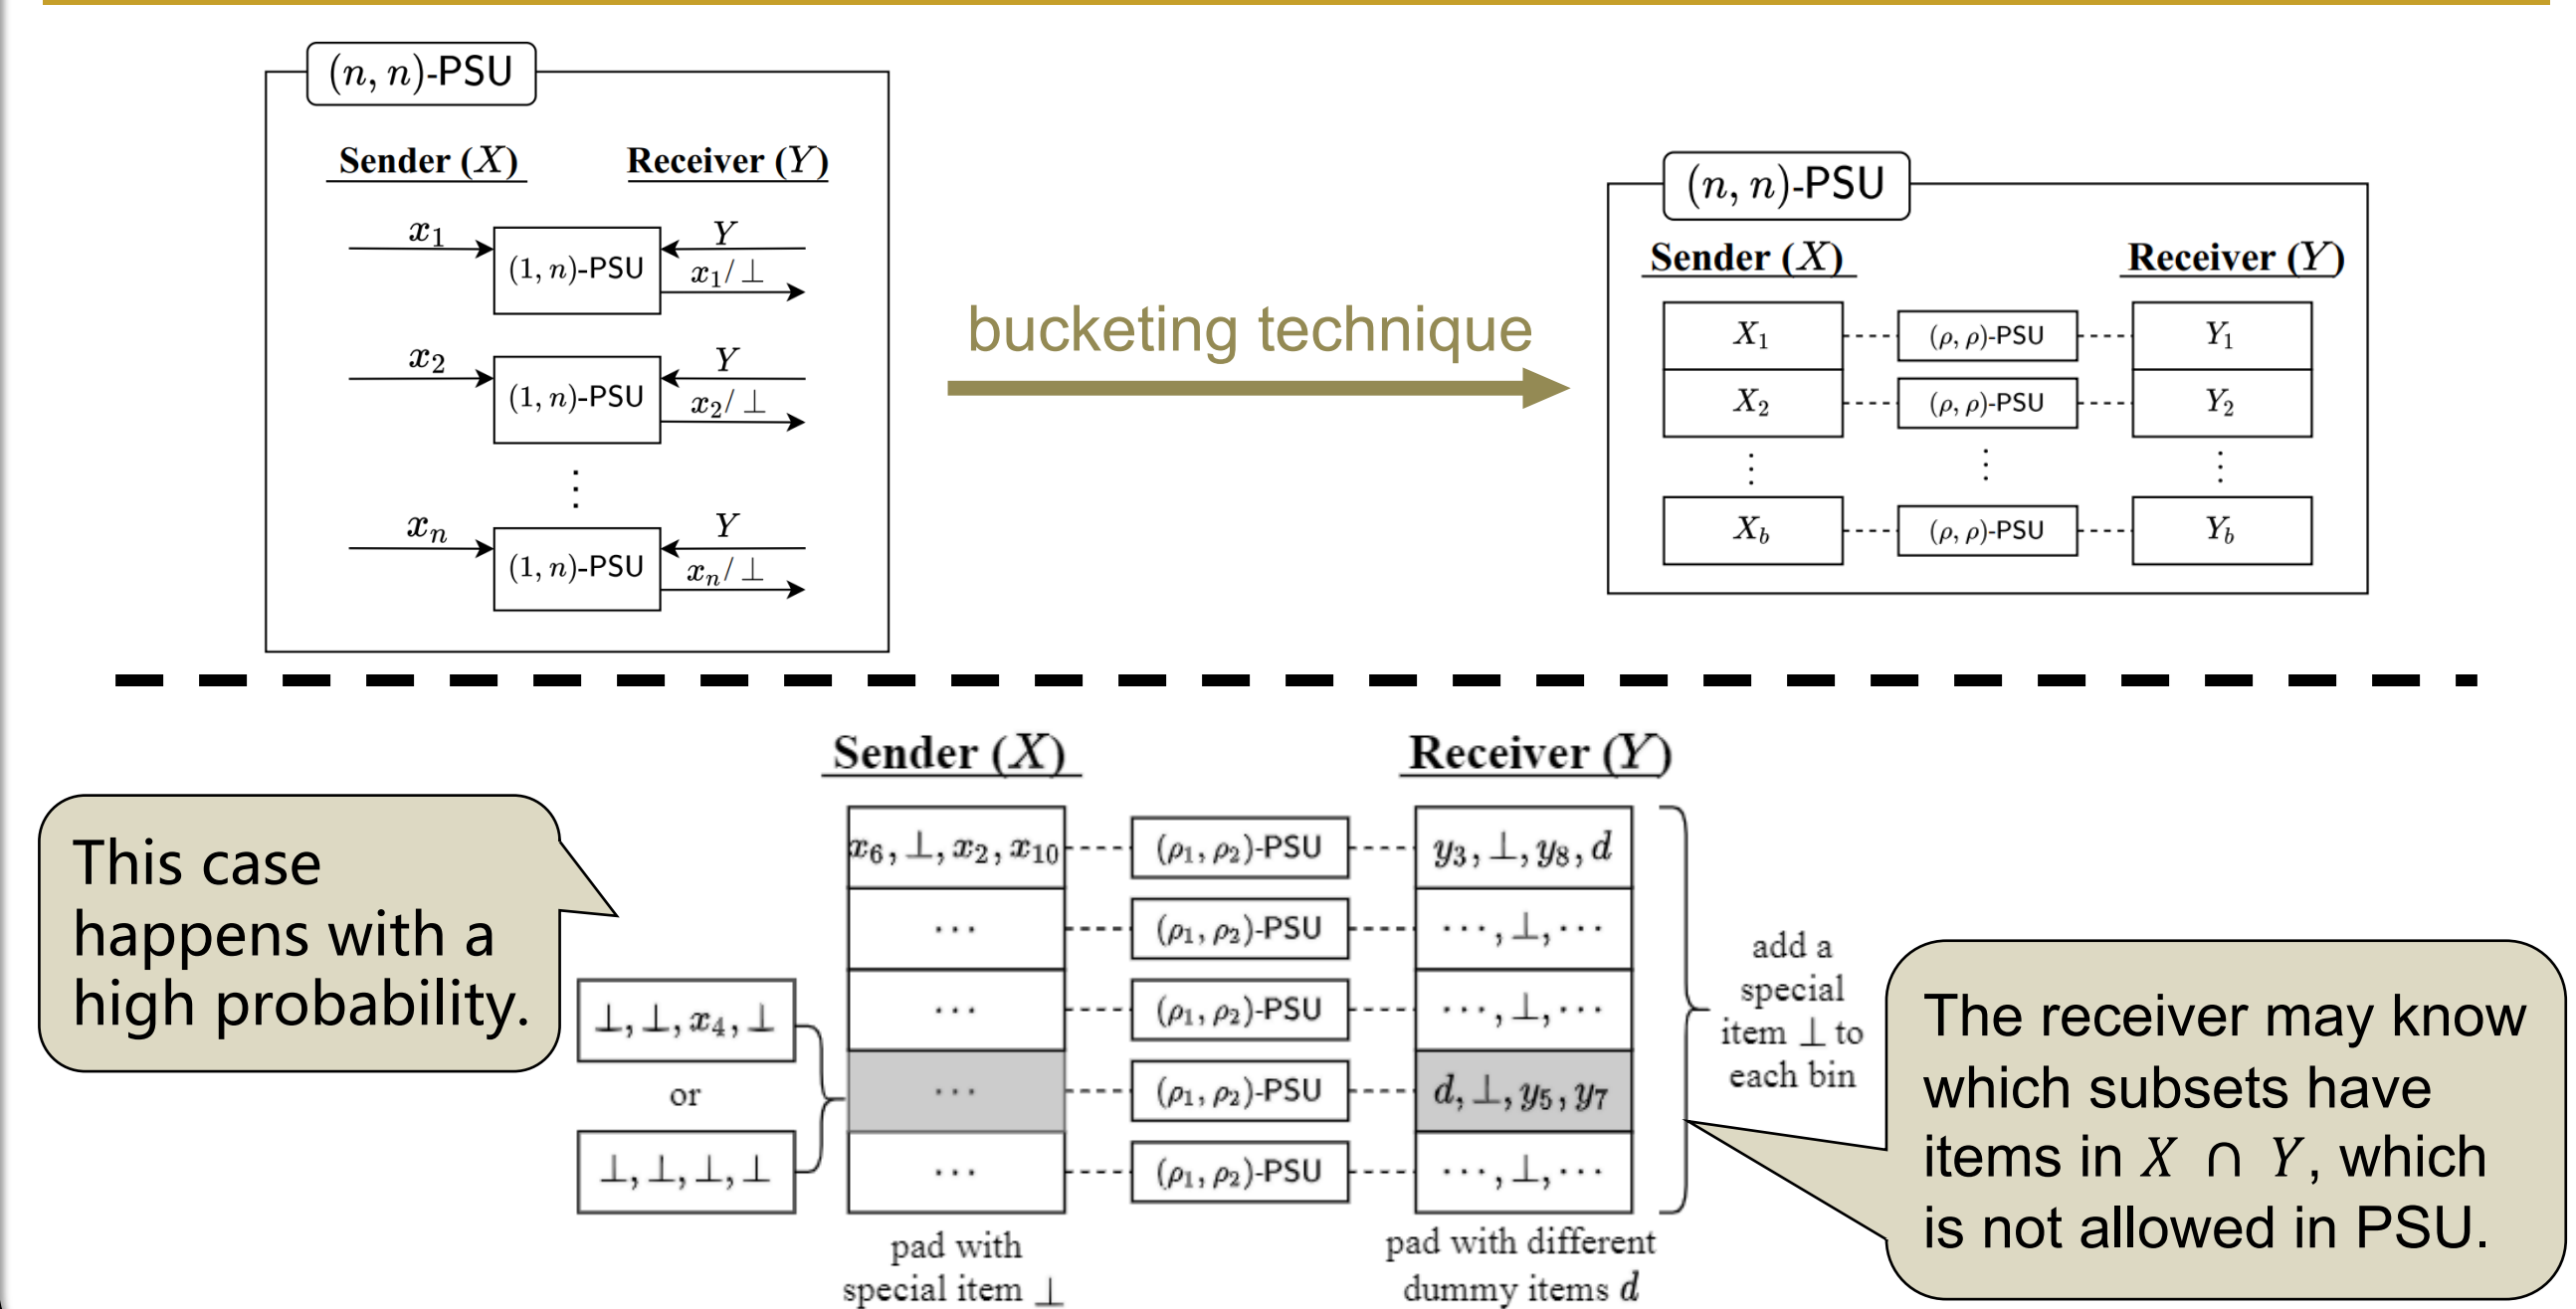 (n, n)-PSU
Sender (X) Receiver (Y)
x₁ (1, n)-PSU Y
x₁/ ⊥
x₂ (1, n)-PSU Y
x₂/ ⊥
⋮
xₙ (1, n)-PSU Y
xₙ/ ⊥
bucketing technique
(n, n)-PSU
Sender (X) Receiver (Y)
X₁ (ρ, ρ)-PSU Y₁
X₂ (ρ, ρ)-PSU Y₂
⋮ ⋮ ⋮
X_b (ρ, ρ)-PSU Y_b
This case
happens with a
high probability.
Sender (X) Receiver (Y)
x₆, ⊥, x₂, x₁₀ (ρ₁, ρ₂)-PSU y₃, ⊥, y₈, d
⋯ (ρ₁, ρ₂)-PSU ⋯, ⊥, ⋯
⋯ (ρ₁, ρ₂)-PSU ⋯, ⊥, ⋯
⋯ (ρ₁, ρ₂)-PSU d, ⊥, y₅, y₇
⋯ (ρ₁, ρ₂)-PSU ⋯, ⊥, ⋯
⊥, ⊥, x₄, ⊥
or
⊥, ⊥, ⊥, ⊥
pad with
special item ⊥
pad with different
dummy items d
add a
special
item ⊥ to
each bin
The receiver may know
which subsets have
items in X ∩ Y, which
is not allowed in PSU.